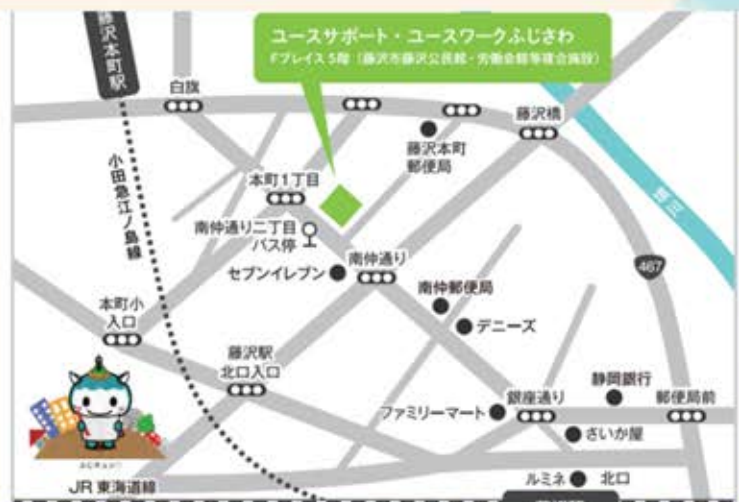 ユースサポート・ユースワークふじさわ
Fプレイス5階（藤沢市藤沢公民館・労働会館等複合施設）
藤沢本町駅
白旗
藤沢橋
藤沢本町
郵便局
小田急江ノ島線
本町1丁目
南仲通り二丁目
バス停
セブンイレブン
南仲通り
467
南仲郵便局
デニーズ
本町小
入口
藤沢駅
北口入口
ファミリーマート
銀座通り
静岡銀行
郵便局前
さいか屋
ルミネ
北口
JR 東海道線